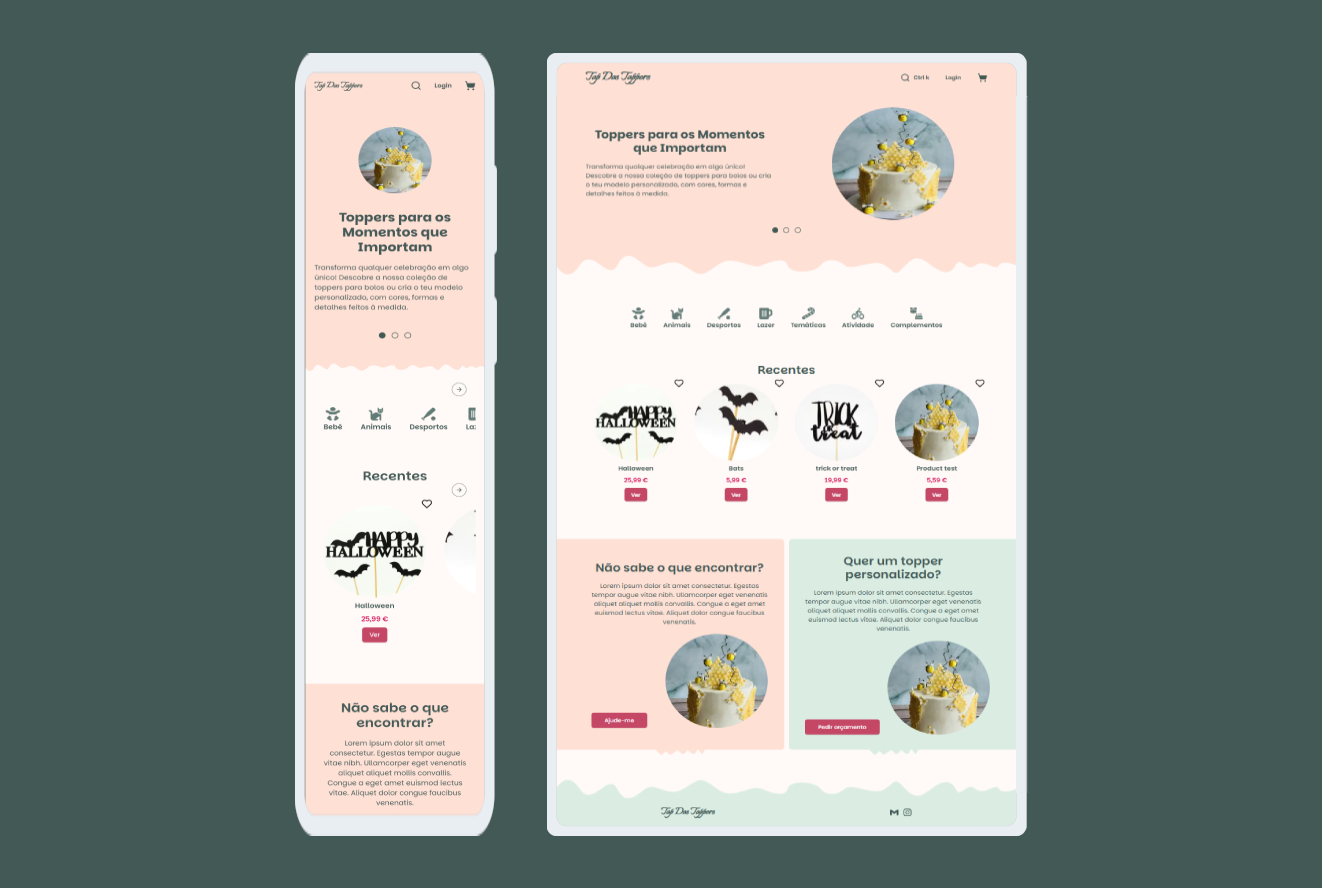 Top Dos Toppers
Login
Toppers para os
Momentos que
Importam
Transforma qualquer celebração em algo
único! Descobre a nossa coleção de
toppers para bolos ou cria o teu modelo
personalizado, com cores, formas e
detalhes feitos à medida.
Bebé Animais Desportos Laz
Recentes
HAPPY
HALLOWEEN
Halloween
25,99 €
Ver
Não sabe o que
encontrar?
Lorem ipsum dolor sit amet
consectetur. Egestas tempor augue
vitae nibh. Ullamcorper eget venenatis
aliquet aliquet mollis convallis.
Congue a eget amet euismod lectus
vitae. Aliquet dolor congue faucibus
venenatis.
Top Dos Toppers
Ctrl k Login
Toppers para os Momentos
que Importam
Transforma qualquer celebração em algo único!
Descobre a nossa coleção de toppers para bolos ou cria
o teu modelo personalizado, com cores, formas e
detalhes feitos à medida.
Bebé Animais Desportos Lazer Temáticos Atividade Complementos
Recentes
HAPPY
HALLOWEEN
TRICK
or
treat
Halloween Bats trick or treat Product test
25,99 € 5,99 € 19,99 € 5,59 €
Ver Ver Ver Ver
Não sabe o que encontrar?
Lorem ipsum dolor sit amet consectetur. Egestas
tempor augue vitae nibh. Ullamcorper eget venenatis
aliquet aliquet mollis convallis. Congue a eget amet
euismod lectus vitae. Aliquet dolor congue faucibus
venenatis.
Ajude-me
Quer um topper
personalizado?
Lorem ipsum dolor sit amet consectetur. Egestas
tempor augue vitae nibh. Ullamcorper eget venenatis
aliquet aliquet mollis convallis. Congue a eget amet
euismod lectus vitae. Aliquet dolor congue faucibus
venenatis.
Pedir orçamento
Top Dos Toppers